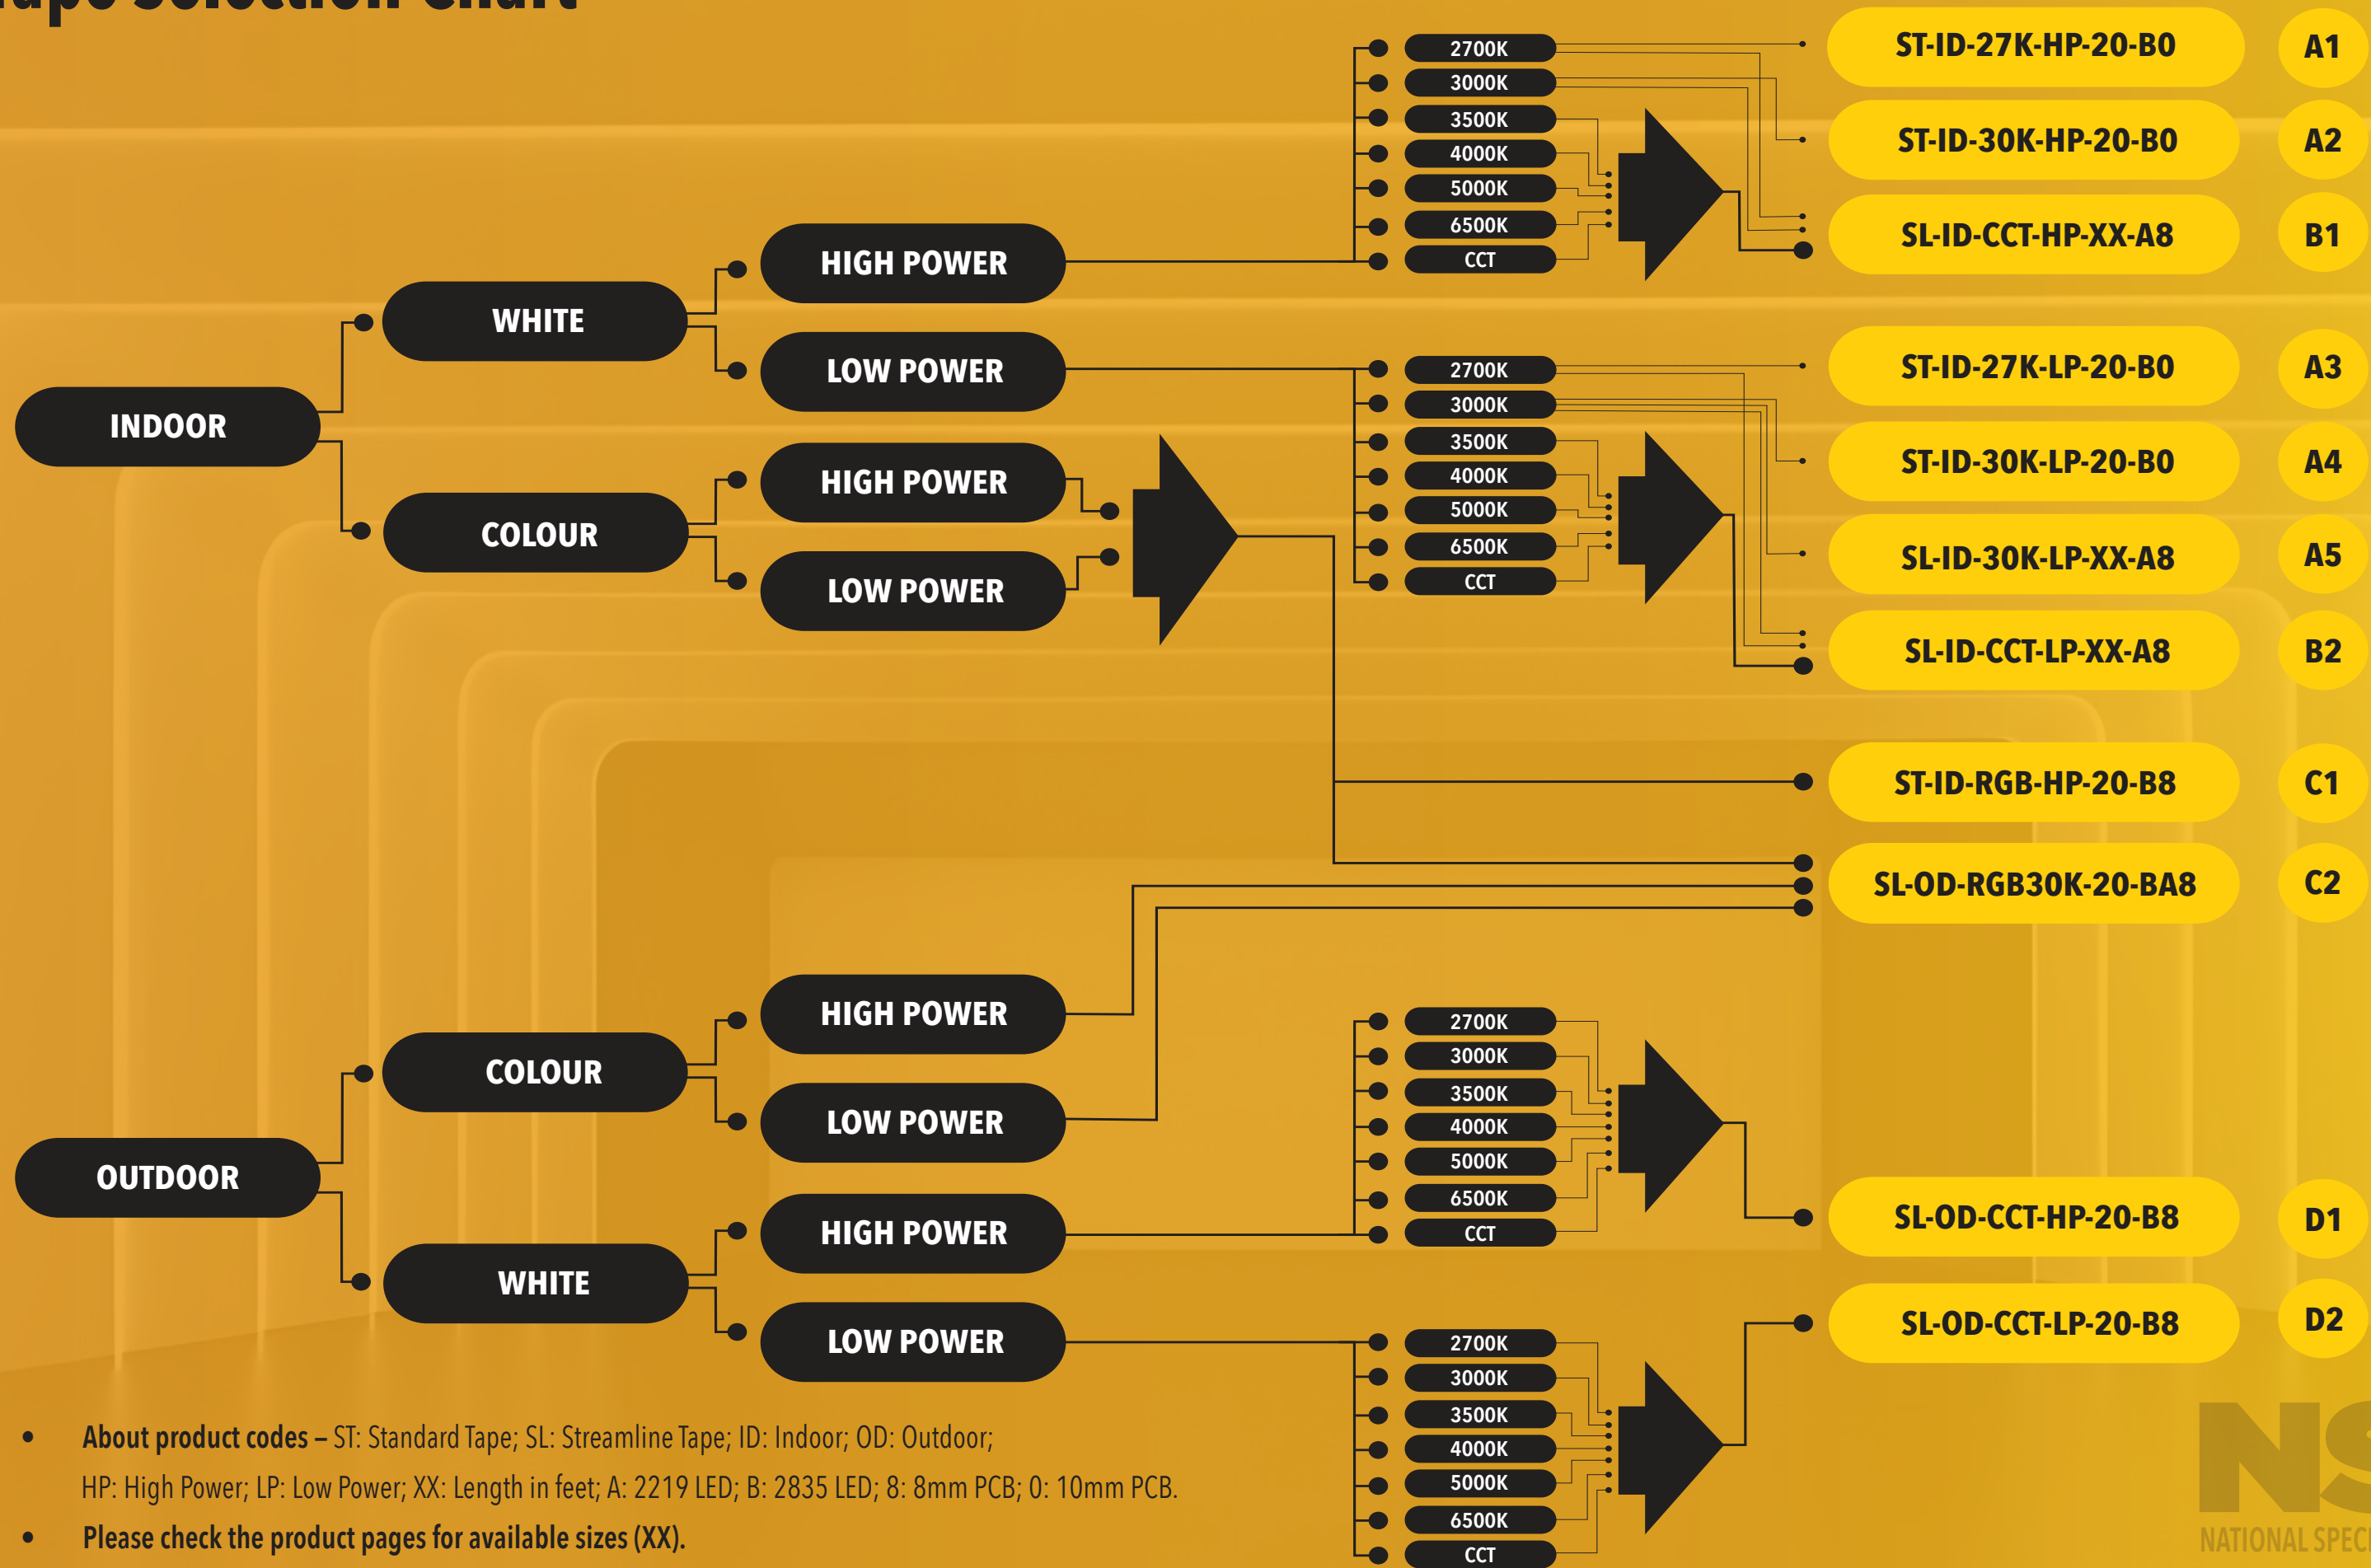 Tape Selection Chart
INDOOR
WHITE
HIGH POWER
LOW POWER
COLOUR
HIGH POWER
LOW POWER
2700K
3000K
3500K
4000K
5000K
6500K
CCT
2700K
3000K
3500K
4000K
5000K
6500K
CCT
ST-ID-27K-HP-20-B0 A1
ST-ID-30K-HP-20-B0 A2
SL-ID-CCT-HP-XX-A8 B1
ST-ID-27K-LP-20-B0 A3
ST-ID-30K-LP-20-B0 A4
SL-ID-30K-LP-XX-A8 A5
SL-ID-CCT-LP-XX-A8 B2
ST-ID-RGB-HP-20-B8 C1
SL-OD-RGB30K-20-BA8 C2
OUTDOOR
COLOUR
HIGH POWER
LOW POWER
WHITE
HIGH POWER
LOW POWER
2700K
3000K
3500K
4000K
5000K
6500K
CCT
2700K
3000K
3500K
4000K
5000K
6500K
CCT
SL-OD-CCT-HP-20-B8 D1
SL-OD-CCT-LP-20-B8 D2
• About product codes – ST: Standard Tape; SL: Streamline Tape; ID: Indoor; OD: Outdoor;
HP: High Power; LP: Low Power; XX: Length in feet; A: 2219 LED; B: 2835 LED; 8: 8mm PCB; 0: 10mm PCB.
• Please check the product pages for available sizes (XX).
NS
NATIONAL